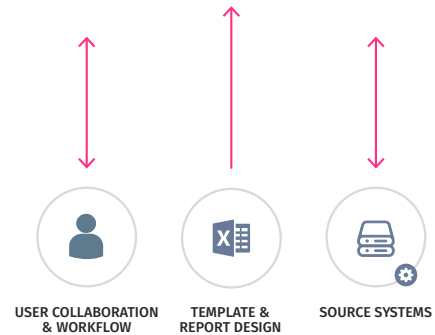 X
USER COLLABORATION
& WORKFLOW
TEMPLATE &
REPORT DESIGN
SOURCE SYSTEMS